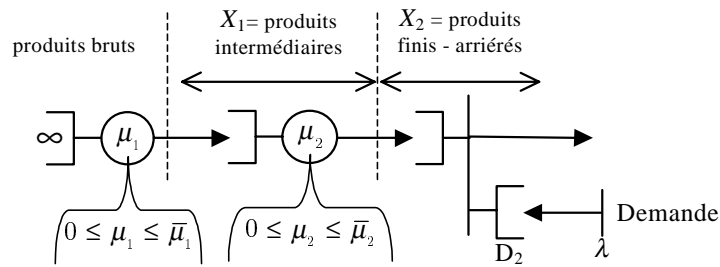 X₁= produits
intermédiaires
X₂ = produits
finis - arriérés
produits bruts
∞
μ₁
μ₂
0 ≤ μ₁ ≤ μ̅₁
0 ≤ μ₂ ≤ μ̅₂
D₂
λ
Demande